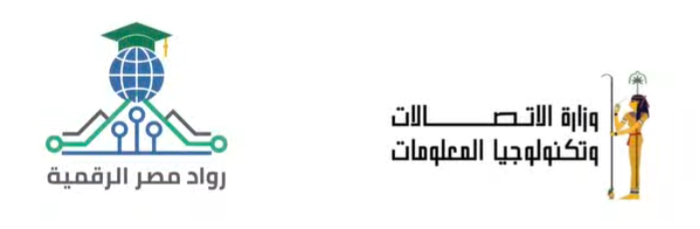 وزارة الاتصالات
وتكنولوجيا المعلومات
رواد مصر الرقمية